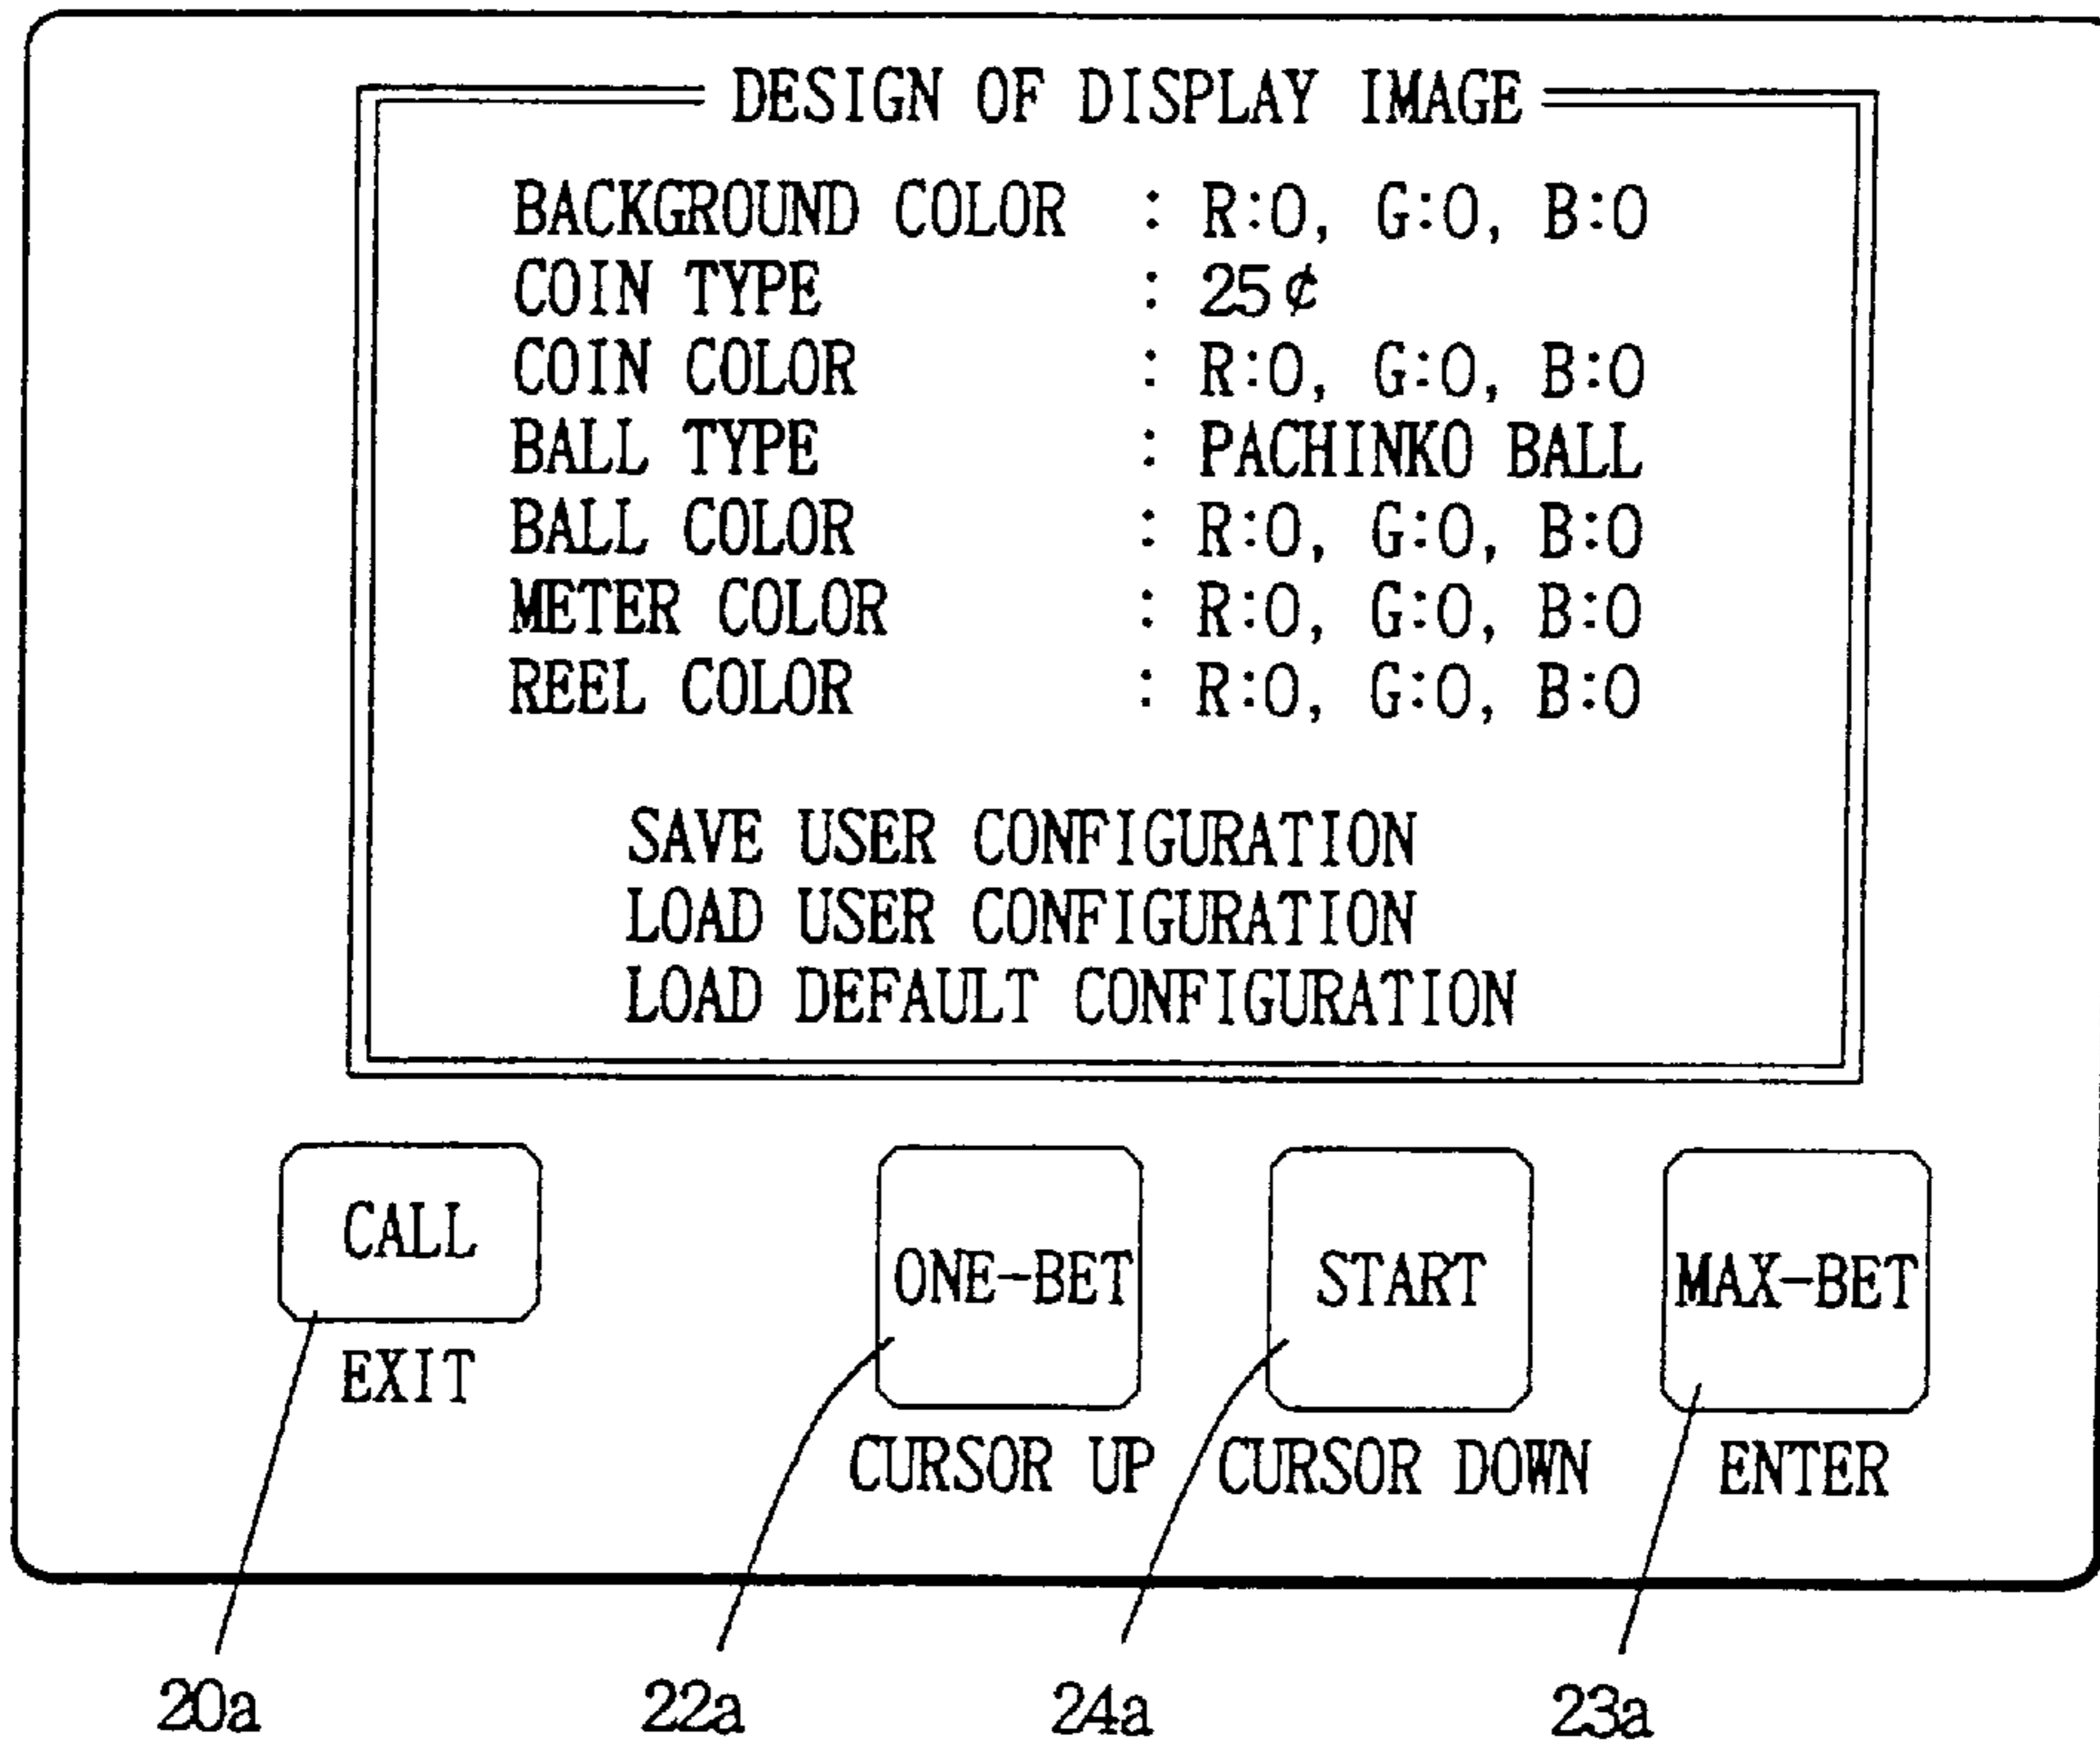 DESIGN OF DISPLAY IMAGE
BACKGROUND COLOR : R:0, G:0, B:0
COIN TYPE : 25¢
COIN COLOR : R:0, G:0, B:0
BALL TYPE : PACHINKO BALL
BALL COLOR : R:0, G:0, B:0
METER COLOR : R:0, G:0, B:0
REEL COLOR : R:0, G:0, B:0
SAVE USER CONFIGURATION
LOAD USER CONFIGURATION
LOAD DEFAULT CONFIGURATION
CALL
EXIT
ONE-BET
CURSOR UP
START
CURSOR DOWN
MAX-BET
ENTER
20a
22a
24a
23a